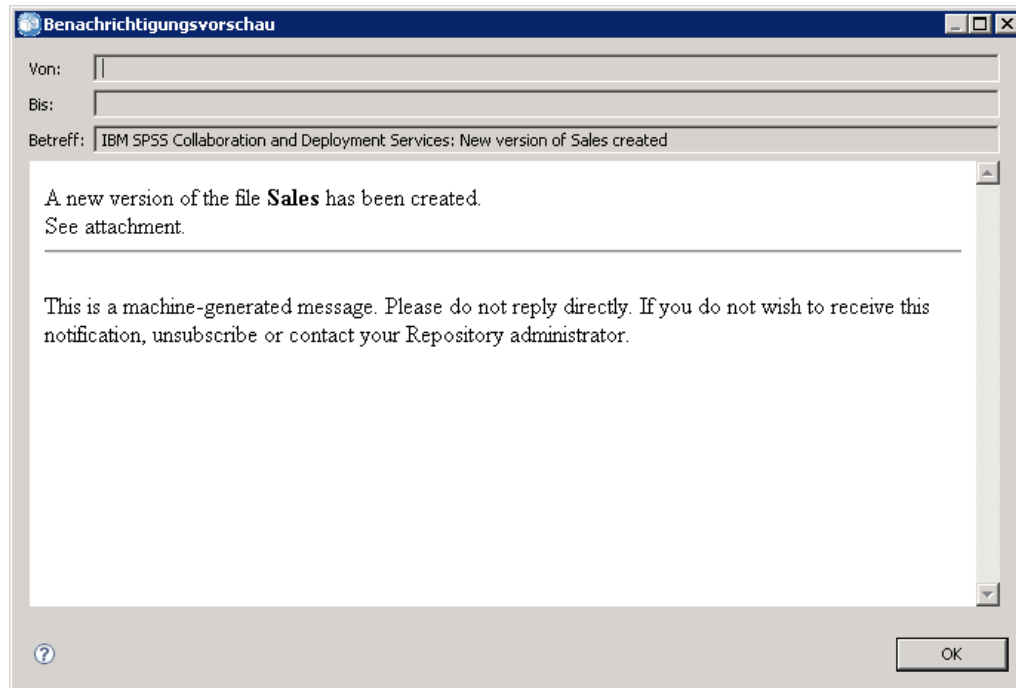 Benachrichtigungsvorschau
Von:
Bis:
Betreff: IBM SPSS Collaboration and Deployment Services: New version of Sales created
A new version of the file Sales has been created.
See attachment.
This is a machine-generated message. Please do not reply directly. If you do not wish to receive this
notification, unsubscribe or contact your Repository administrator.
?
OK